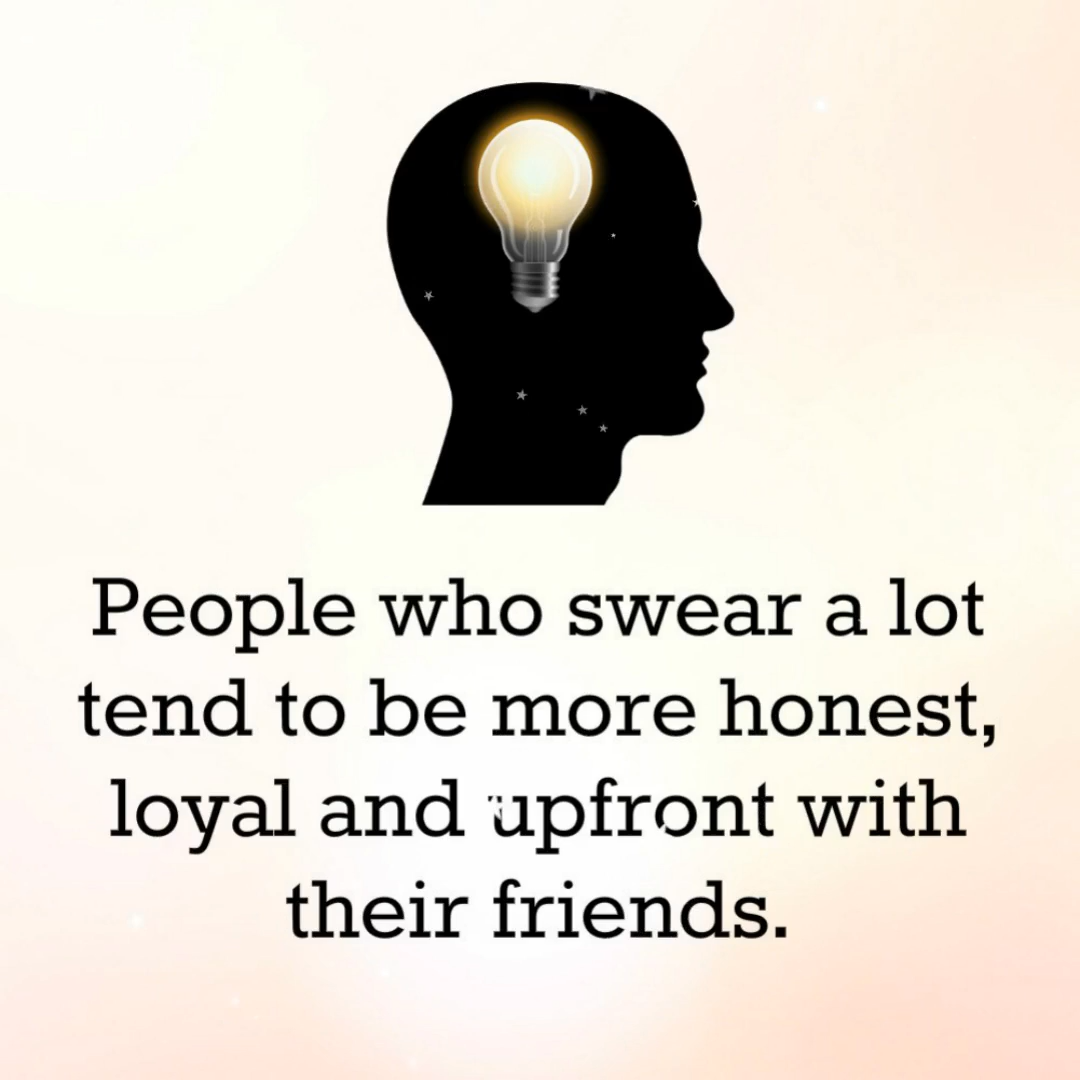 People who swear a lot
tend to be more honest,
loyal and upfront with
their friends.